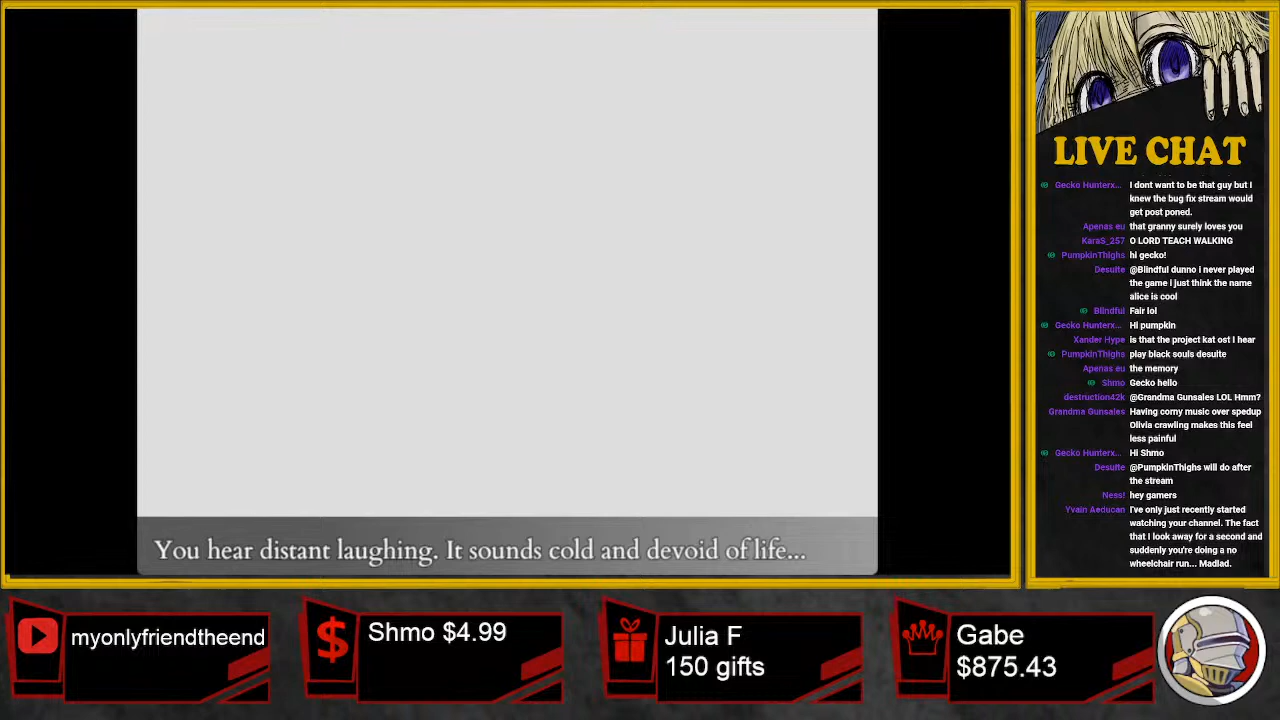 You hear distant laughing. It sounds cold and devoid of life...
LIVE CHAT
Gecko Hunterx... I dont want to be that guy but I
knew the bug fix stream would
get post poned.
Apenas eu that granny surely loves you
KaraS_257 O LORD TEACH WALKING
PumpkinThighs hi gecko!
Desuite @Blindful dunno i never played
the game i just think the name
alice is cool
Blindful Fair lol
Gecko Hunterx... Hi pumpkin
Xander Hype is that the project kat ost I hear
PumpkinThighs play black souls desuite
Apenas eu the memory
Shmo Gecko hello
destruction42k @Grandma Gunsales LOL Hmm?
Grandma Gunsales Having corny music over spedup
Olivia crawling makes this feel
less painful
Gecko Hunterx... Hi Shmo
Desuite @PumpkinThighs will do after
the stream
Ness! hey gamers
Yvain Aeducan I've only just recently started
watching your channel. The fact
that I look away for a second and
suddenly you're doing a no
wheelchair run... Madlad.
myonlyfriendtheend
Shmo $4.99
Julia F
150 gifts
Gabe
$875.43